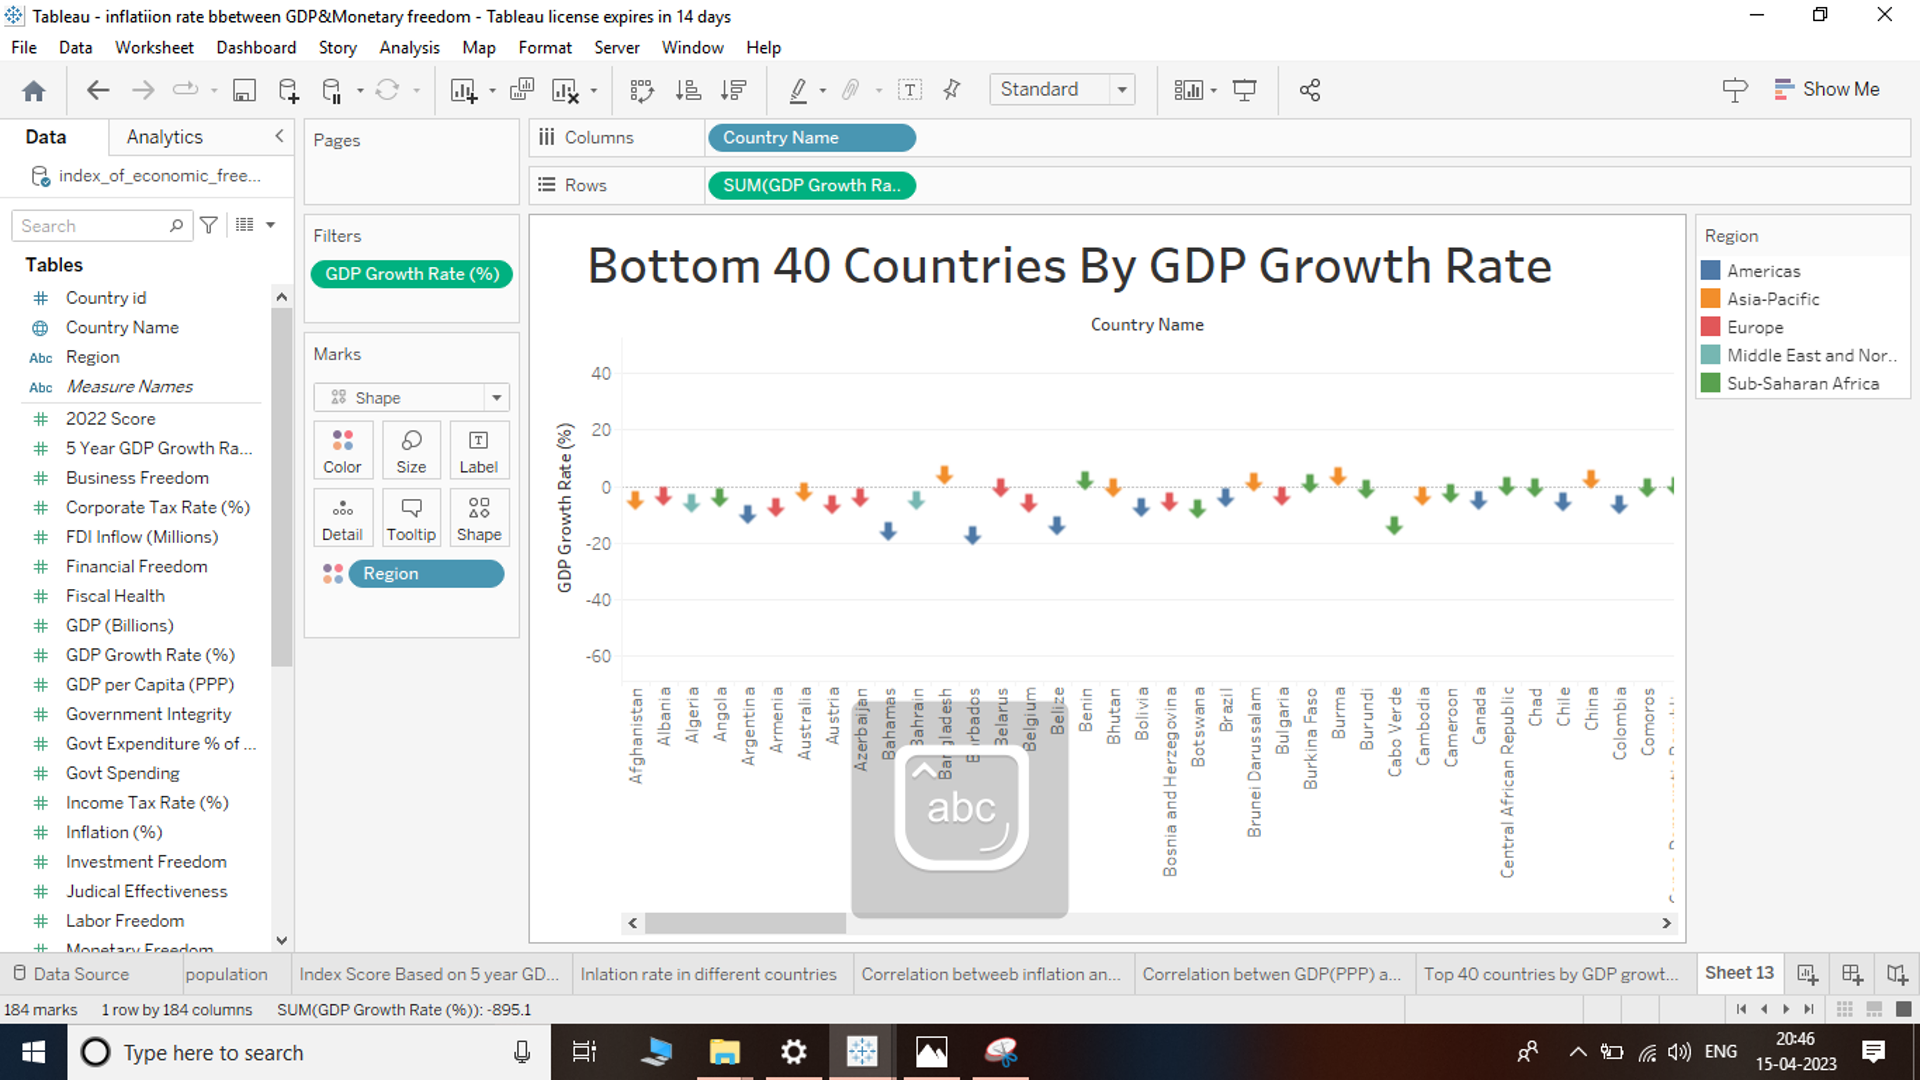 Tableau - inflatiion rate bbetween GDP&Monetary freedom - Tableau license expires in 14 days
File Data Worksheet Dashboard Story Analysis Map Format Server Window Help
Standard
Show Me
Data
Analytics
index_of_economic_free...
Search
Tables
Country id
Country Name
Abc Region
Abc Measure Names
2022 Score
5 Year GDP Growth Ra...
Business Freedom
Corporate Tax Rate (%)
FDI Inflow (Millions)
Financial Freedom
Fiscal Health
GDP (Billions)
GDP Growth Rate (%)
GDP per Capita (PPP)
Government Integrity
Govt Expenditure % of ...
Govt Spending
Income Tax Rate (%)
Inflation (%)
Investment Freedom
Judical Effectiveness
Labor Freedom
Monetary Freedom
Pages
Filters
GDP Growth Rate (%)
Marks
Shape
Color
Size
Label
Detail
Tooltip
Shape
Region
Columns
Country Name
Rows
SUM(GDP Growth Ra..
Bottom 40 Countries By GDP Growth Rate
Country Name
GDP Growth Rate (%)
40
20
0
-20
-40
-60
Afghanistan
Albania
Algeria
Angola
Argentina
Armenia
Australia
Austria
Azerbaijan
Bahamas
Bahrain
Bangladesh
Barbados
Belarus
Belgium
Belize
Benin
Bhutan
Bolivia
Bosnia and Herzegovina
Botswana
Brazil
Brunei Darussalam
Bulgaria
Burkina Faso
Burma
Burundi
Cabo Verde
Cambodia
Cameroon
Canada
Central African Republic
Chad
Chile
China
Colombia
Comoros
abc
Region
Americas
Asia-Pacific
Europe
Middle East and Nor..
Sub-Saharan Africa
Data Source
population
Index Score Based on 5 year GD...
Inlation rate in different countries
Correlation betweeb inflation an...
Correlation betwen GDP(PPP) a...
Top 40 countries by GDP growt...
Sheet 13
184 marks
1 row by 184 columns
SUM(GDP Growth Rate (%)): -895.1
Type here to search
ENG
20:46
15-04-2023